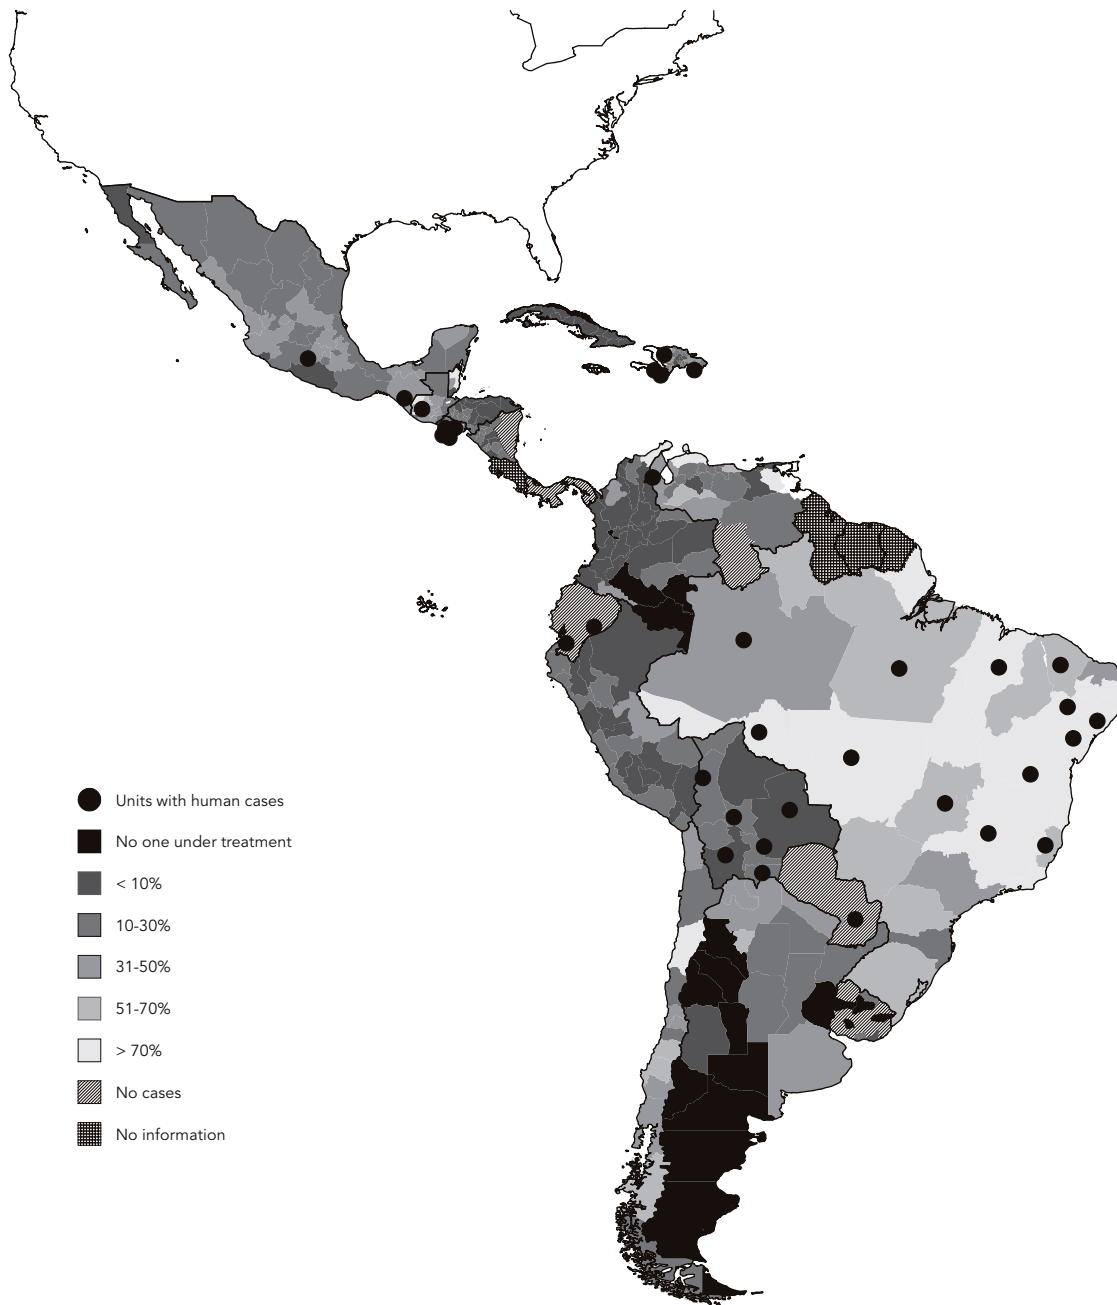 Units with human cases
No one under treatment
< 10%
10-30%
31-50%
51-70%
> 70%
No cases
No information